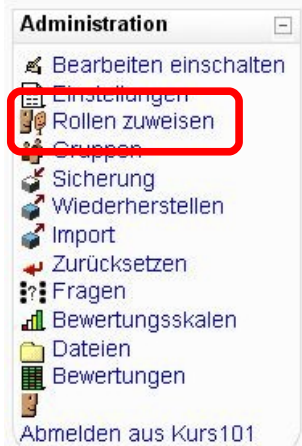 Administration
Bearbeiten einschalten
Einstellungen
Rollen zuweisen
Gruppen
Sicherung
Wiederherstellen
Import
Zurücksetzen
Fragen
Bewertungsskalen
Dateien
Bewertungen
Abmelden aus Kurs101